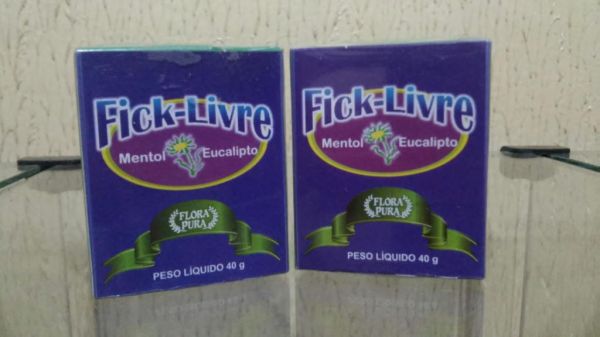 Fick-Livre
Mentol Eucalipto
FLORA
PURA
PESO LÍQUIDO 40 g
Fick-Livre
Mentol Eucalipto
FLORA
PURA
PESO LÍQUIDO 40 g